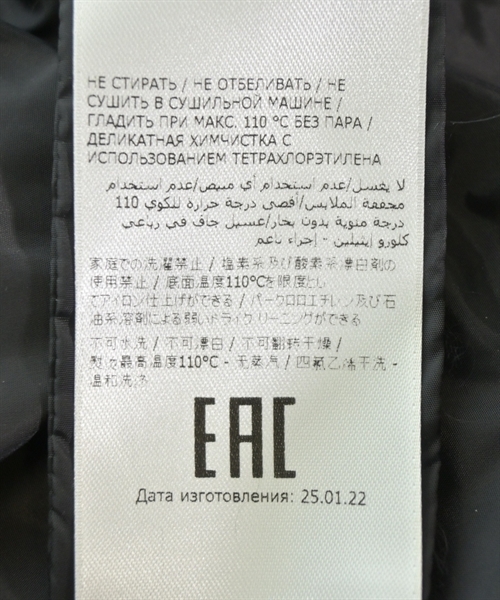 НЕ СТИРАТЬ / НЕ ОТБЕЛИВАТЬ / НЕ
СУШИТЬ В СУШИЛЬНОЙ МАШИНЕ /
ГЛАДИТЬ ПРИ МАКС. 110 °C БЕЗ ПАРА /
ДЕЛИКАТНАЯ ХИМЧИСТКА С
ИСПОЛЬЗОВАНИЕМ ТЕТРАХЛОРЭТИЛЕНА
لا يغسل/عدم استخدام أي مبيض/عدم استخدام
مجففة الملابس/أقصى درجة حرارة للكوي 110
درجة مئوية بدون بخار/غسيل جاف في رباعي
كلورو إيثيلين - إجراء ناعم
家庭での洗濯禁止 / 塩素系及び酸素系漂白剤の
使用禁止 / 底面温度110°Cを限度とし
てアイロン仕上げができる / パークロロエチレン及び石
油系溶剤による弱いドライクリーニングができる
不可水洗 / 不可漂白 / 不可翻转干燥 /
熨烫最高温度110°C - 无蒸汽 / 四氯乙烯干洗 -
温和洗涤
EAC
Дата изготовления: 25.01.22